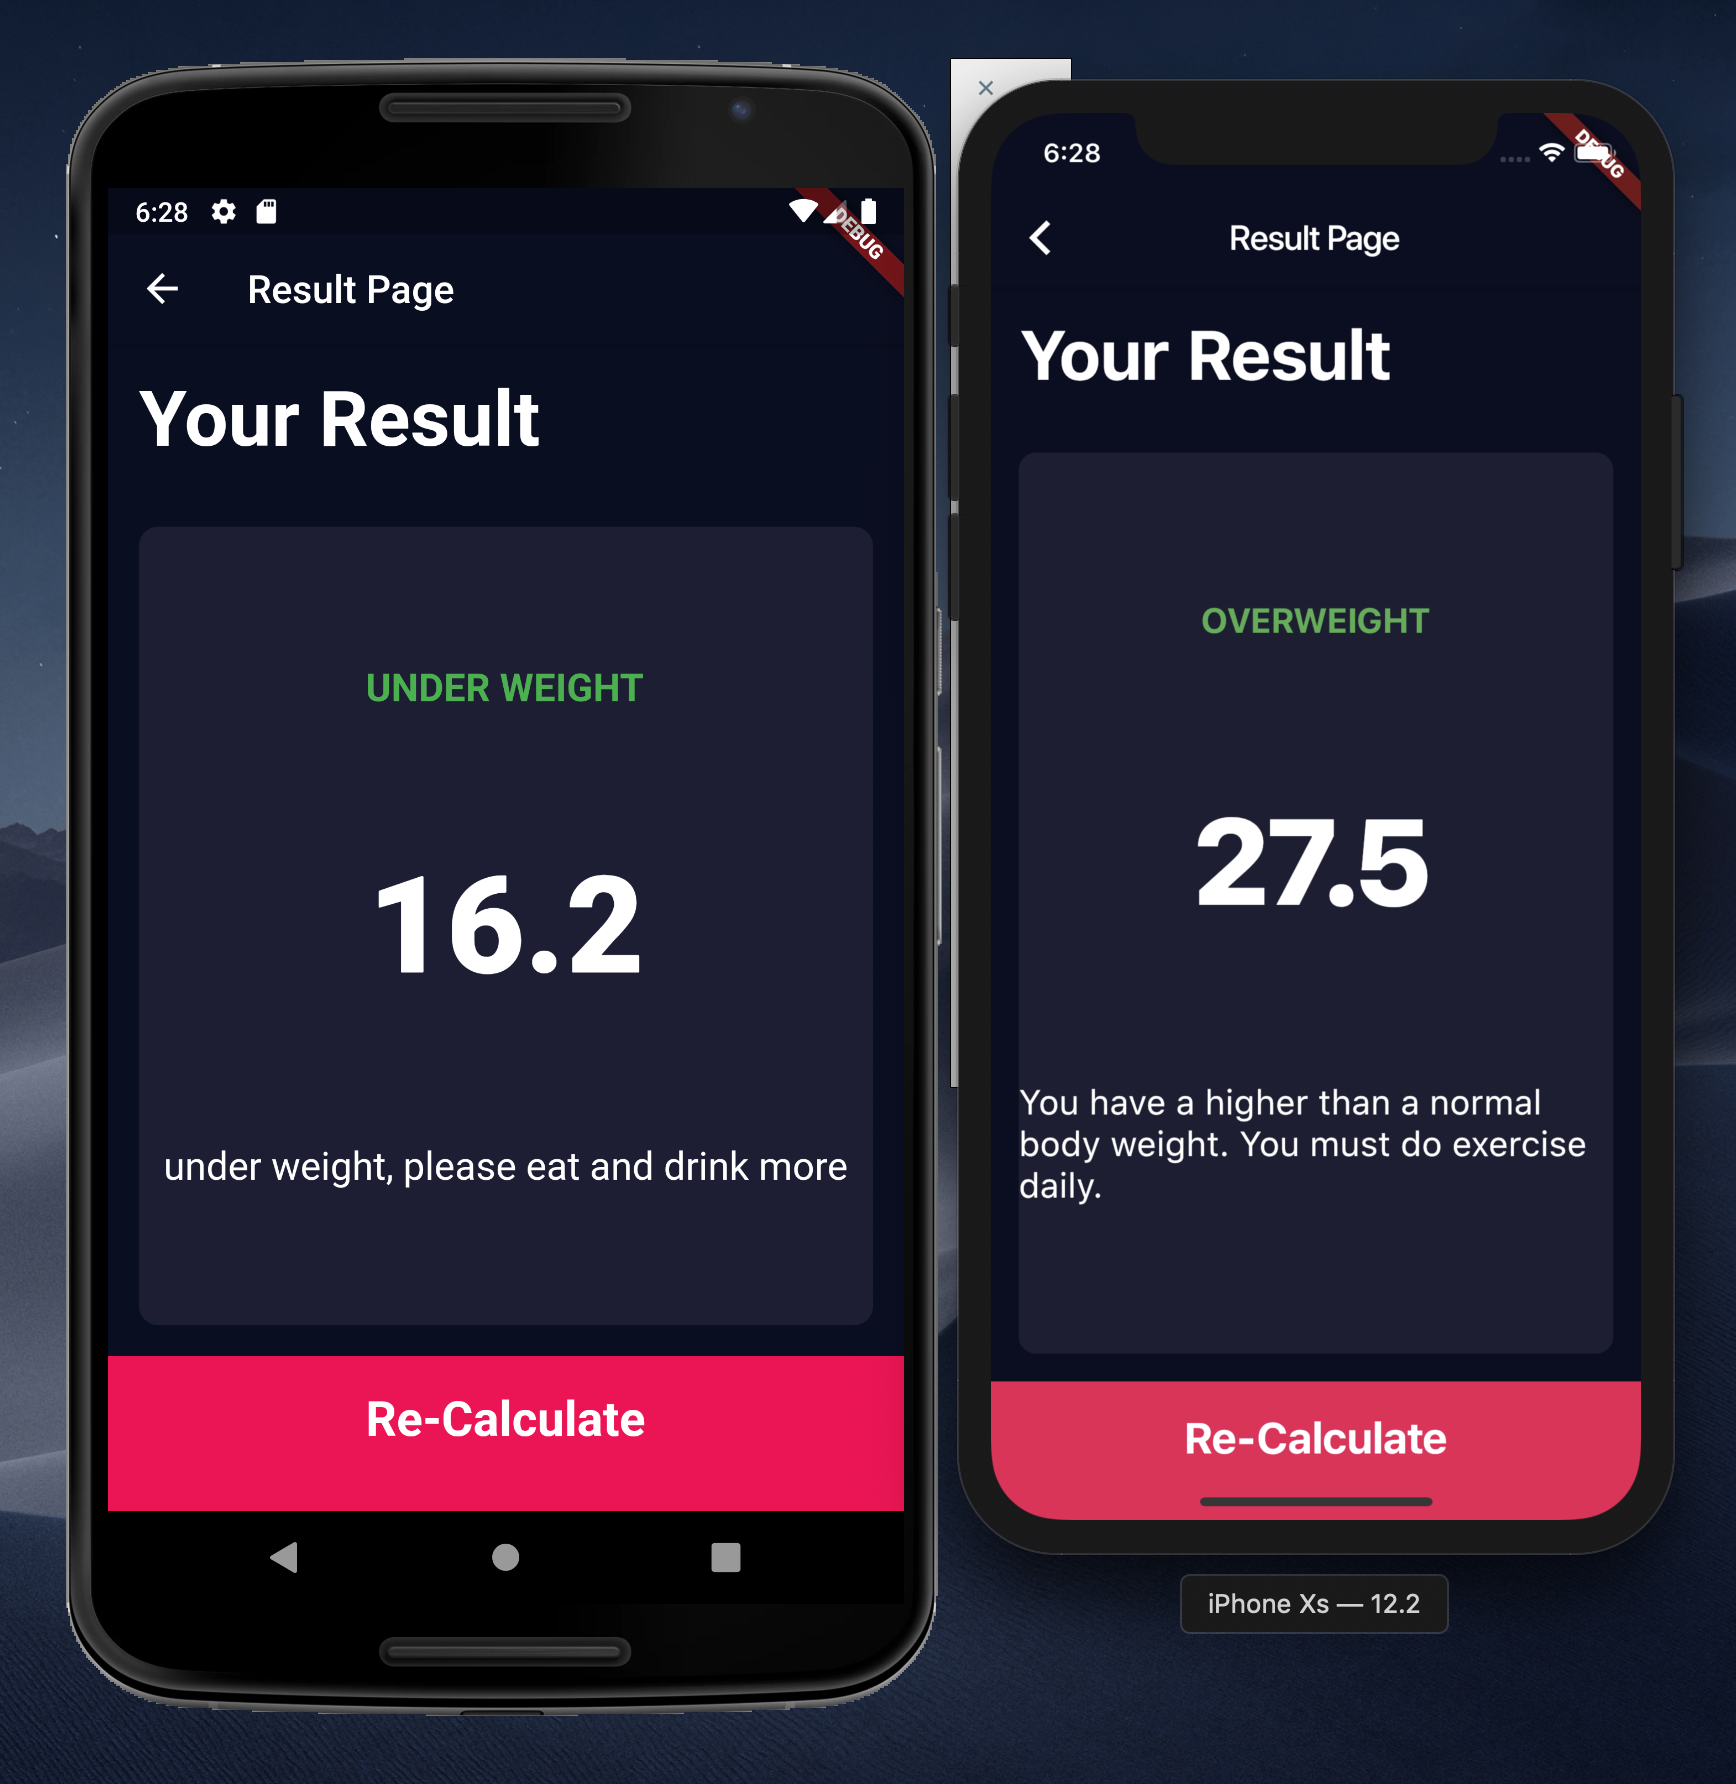 6:28
DEBUG
Result Page
Your Result
UNDER WEIGHT
16.2
under weight, please eat and drink more
Re-Calculate
6:28
DEBUG
Result Page
Your Result
OVERWEIGHT
27.5
You have a higher than a normal
body weight. You must do exercise
daily.
Re-Calculate
iPhone Xs — 12.2